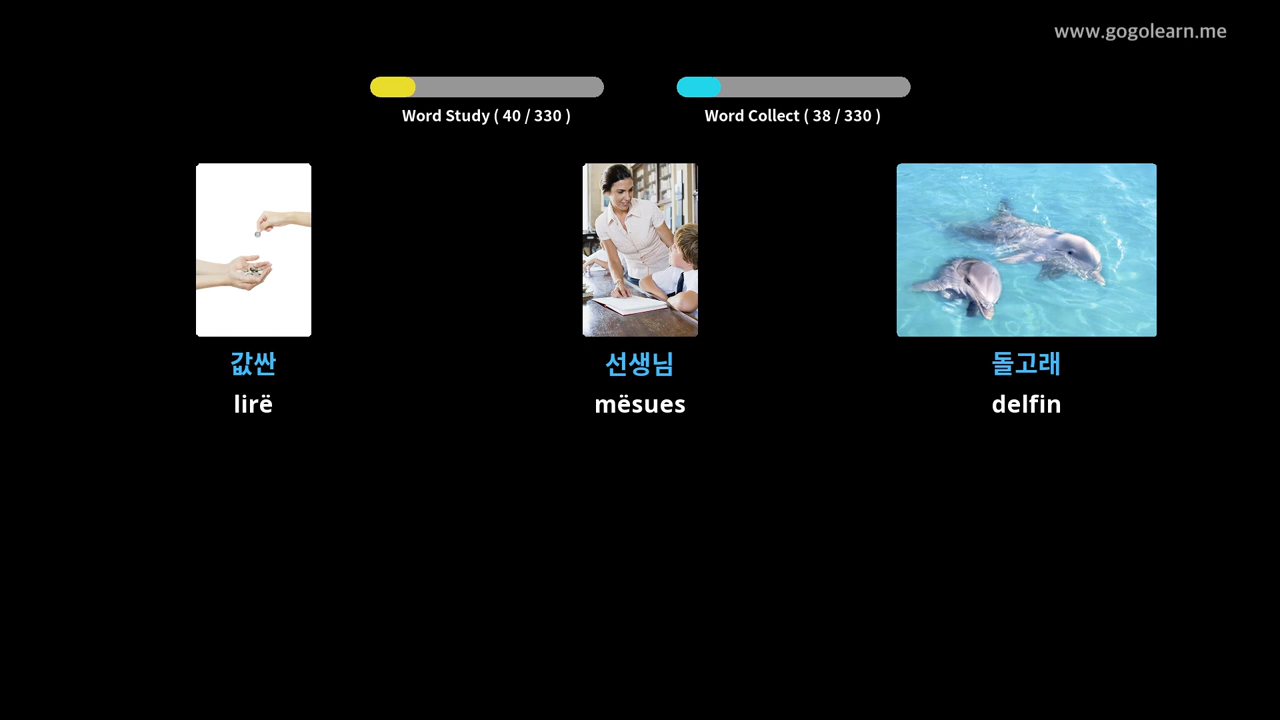 www.gogolearn.me
Word Study ( 40 / 330 )
Word Collect ( 38 / 330 )
값싼
lirë
선생님
mësues
돌고래
delfin